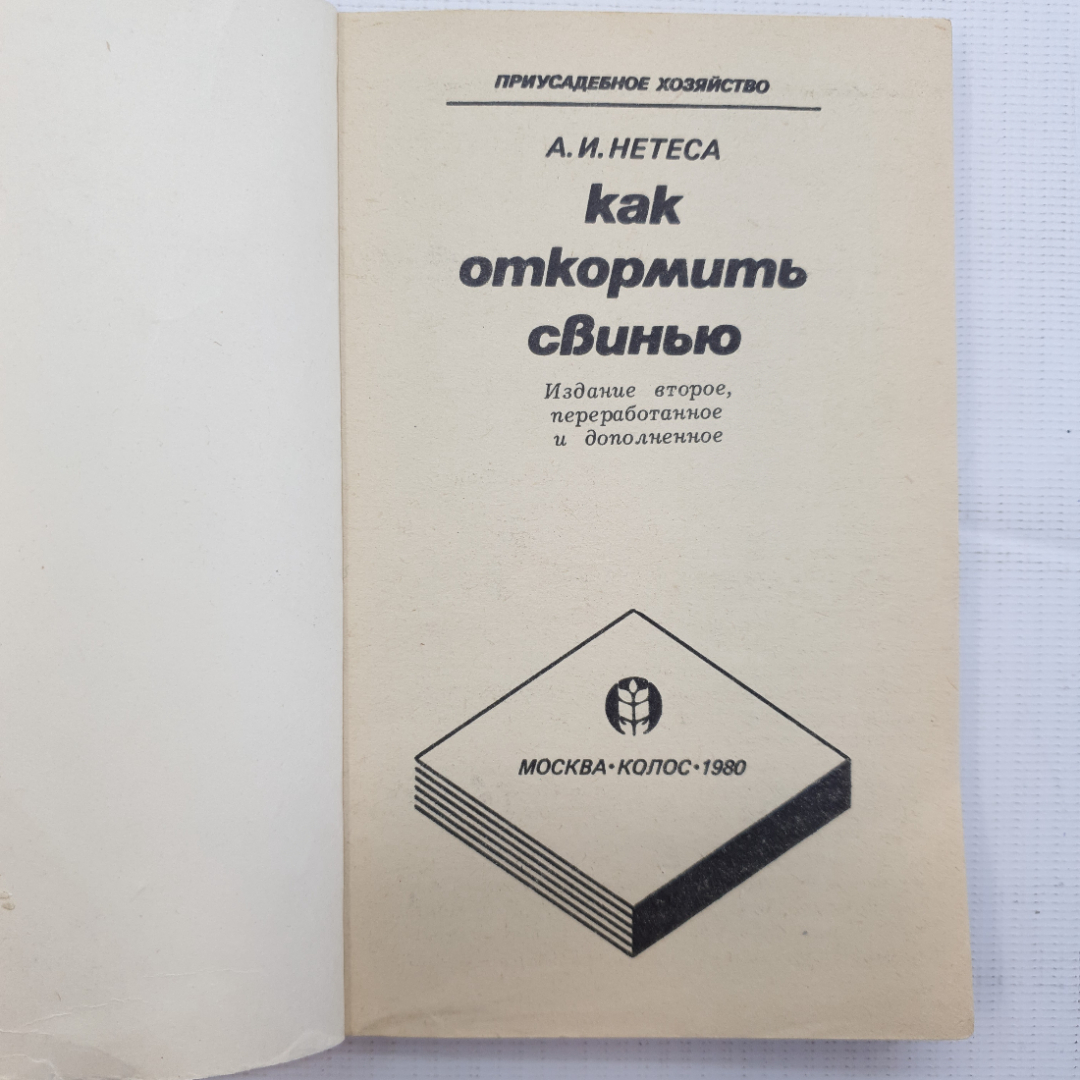 ПРИУСАДЕБНОЕ ХОЗЯЙСТВО
А. И. НЕТЕСА
как
откормить
свинью
Издание второе,
переработанное
и дополненное
МОСКВА·КОЛОС·1980